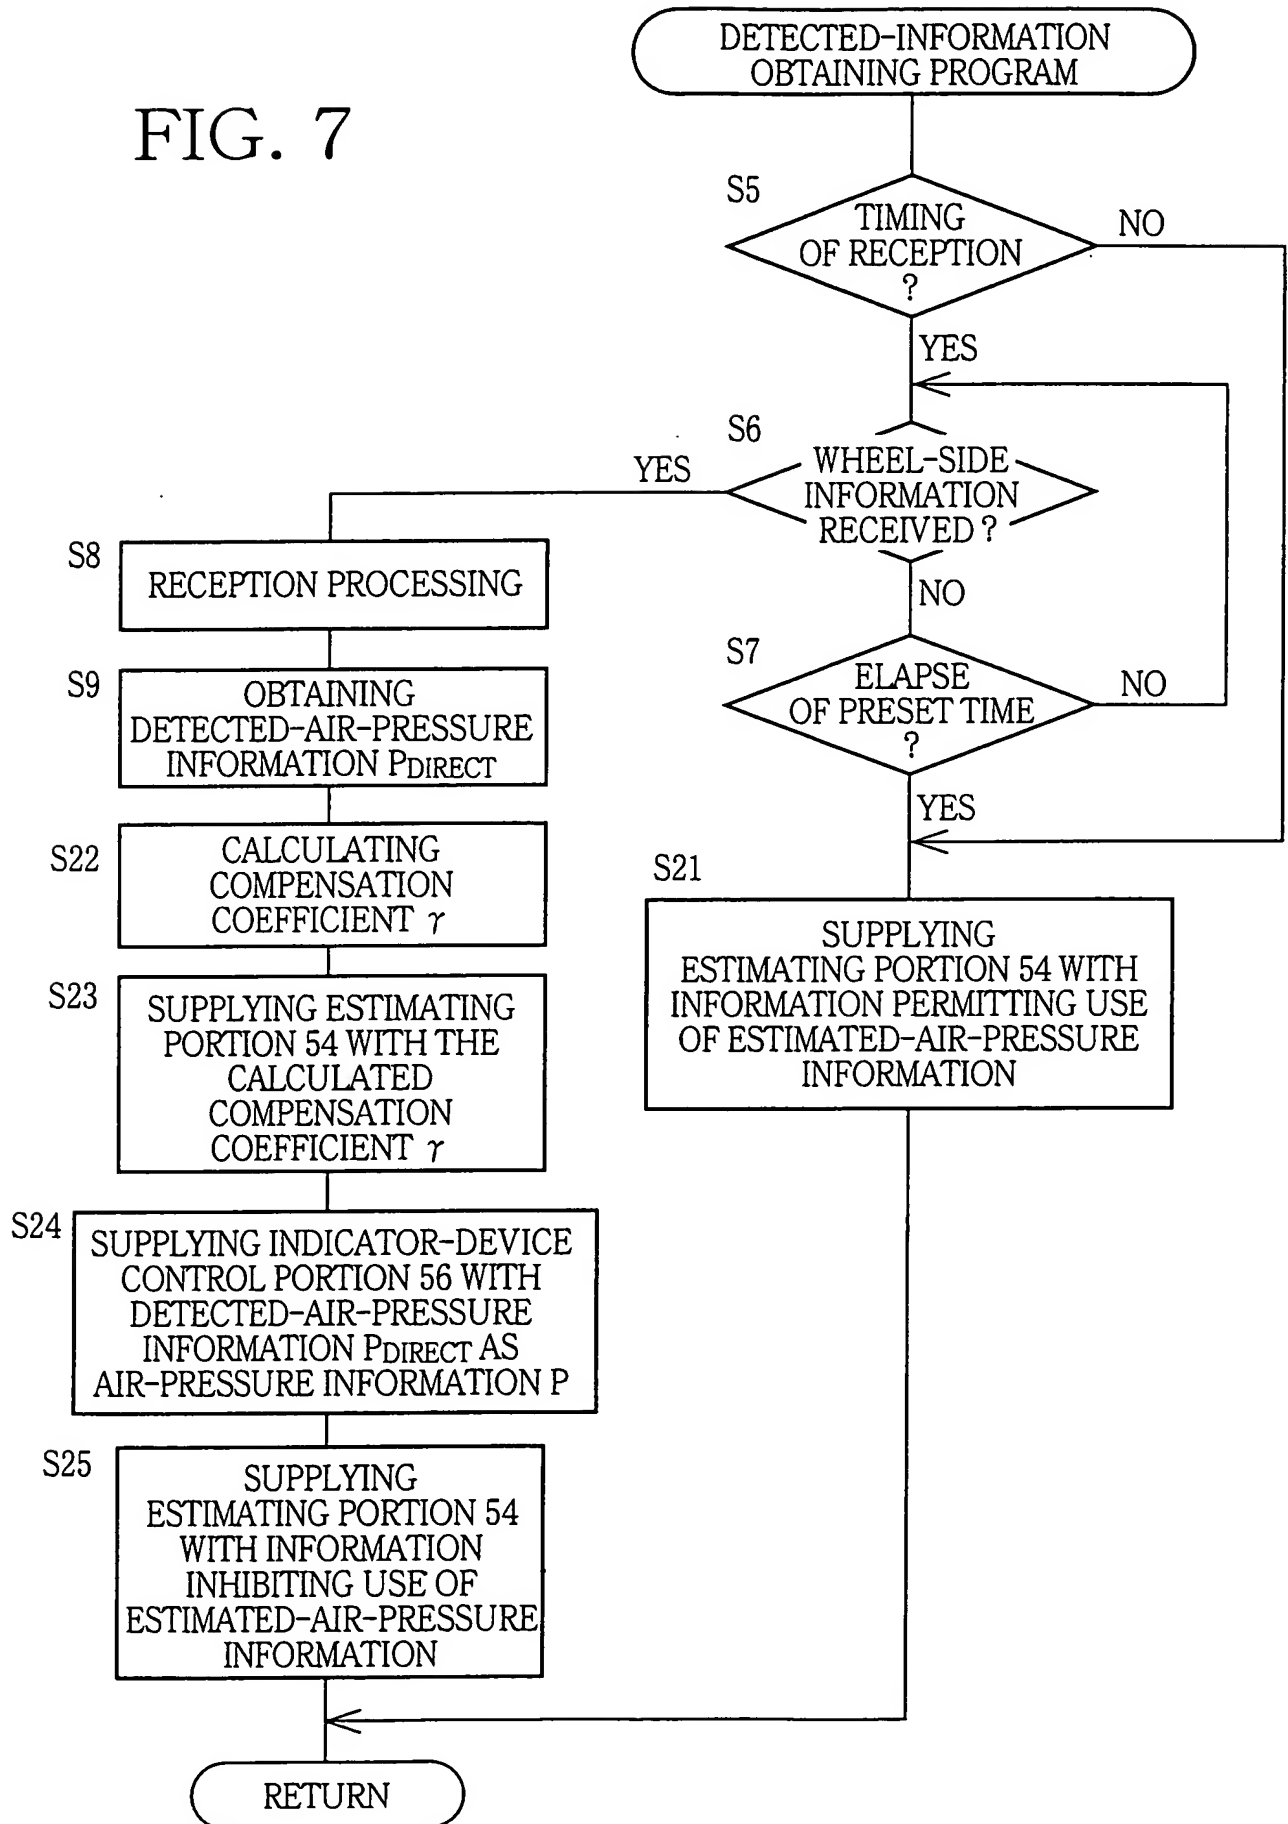 FIG. 7
DETECTED-INFORMATION
OBTAINING PROGRAM
S5
TIMING
OF RECEPTION
?
NO
YES
S6
WHEEL-SIDE
INFORMATION
RECEIVED ?
YES
NO
S7
ELAPSE
OF PRESET TIME
?
NO
YES
S21
SUPPLYING
ESTIMATING PORTION 54 WITH
INFORMATION PERMITTING USE
OF ESTIMATED-AIR-PRESSURE
INFORMATION
S8
RECEPTION PROCESSING
S9
OBTAINING
DETECTED-AIR-PRESSURE
INFORMATION PDIRECT
S22
CALCULATING
COMPENSATION
COEFFICIENT γ
S23
SUPPLYING ESTIMATING
PORTION 54 WITH THE
CALCULATED
COMPENSATION
COEFFICIENT γ
S24
SUPPLYING INDICATOR-DEVICE
CONTROL PORTION 56 WITH
DETECTED-AIR-PRESSURE
INFORMATION PDIRECT AS
AIR-PRESSURE INFORMATION P
S25
SUPPLYING
ESTIMATING PORTION 54
WITH INFORMATION
INHIBITING USE OF
ESTIMATED-AIR-PRESSURE
INFORMATION
RETURN